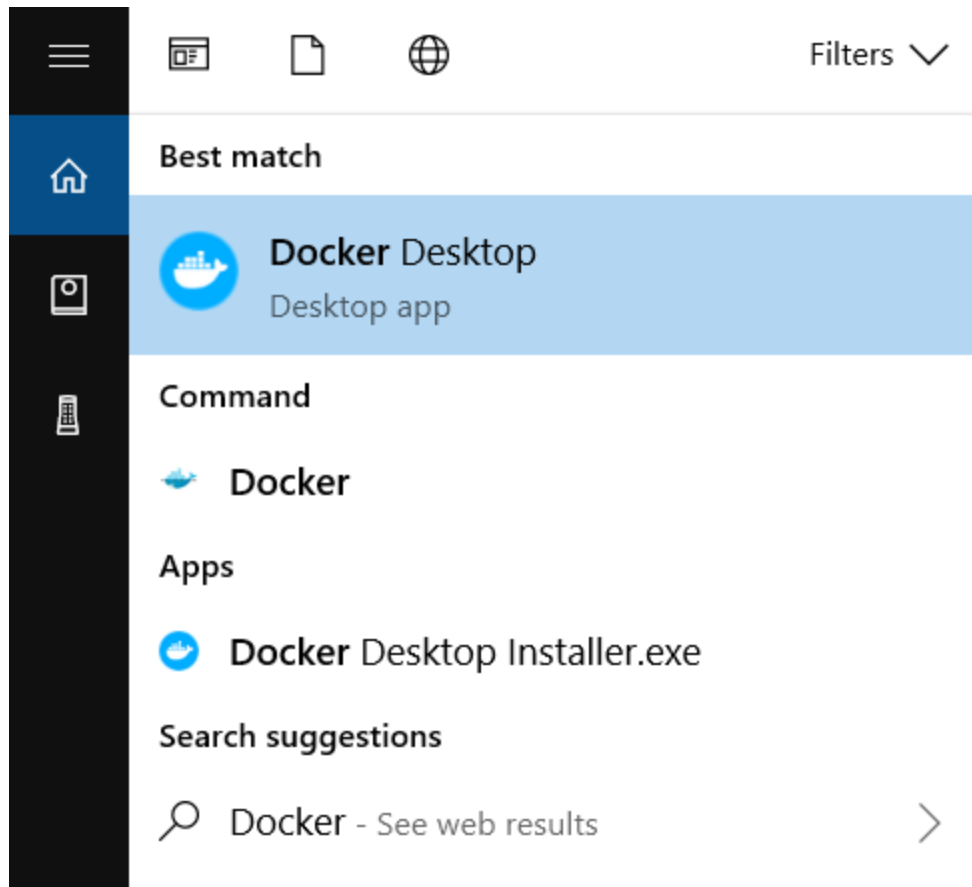 Filters
Best match
Docker Desktop
Desktop app
Command
Docker
Apps
Docker Desktop Installer.exe
Search suggestions
Docker - See web results